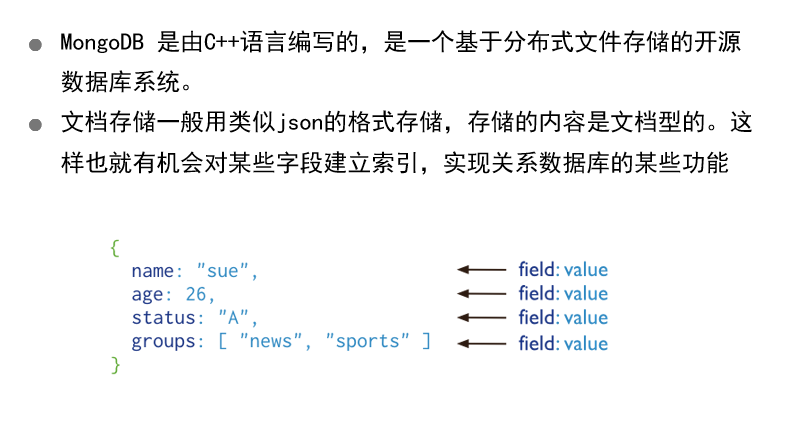 MongoDB 是由C++语言编写的，是一个基于分布式文件存储的开源
数据库系统。
文档存储一般用类似json的格式存储，存储的内容是文档型的。这
样也就有机会对某些字段建立索引，实现关系数据库的某些功能
{
name: "sue", field: value
age: 26, field: value
status: "A", field: value
groups: [ "news", "sports" ] field: value
}